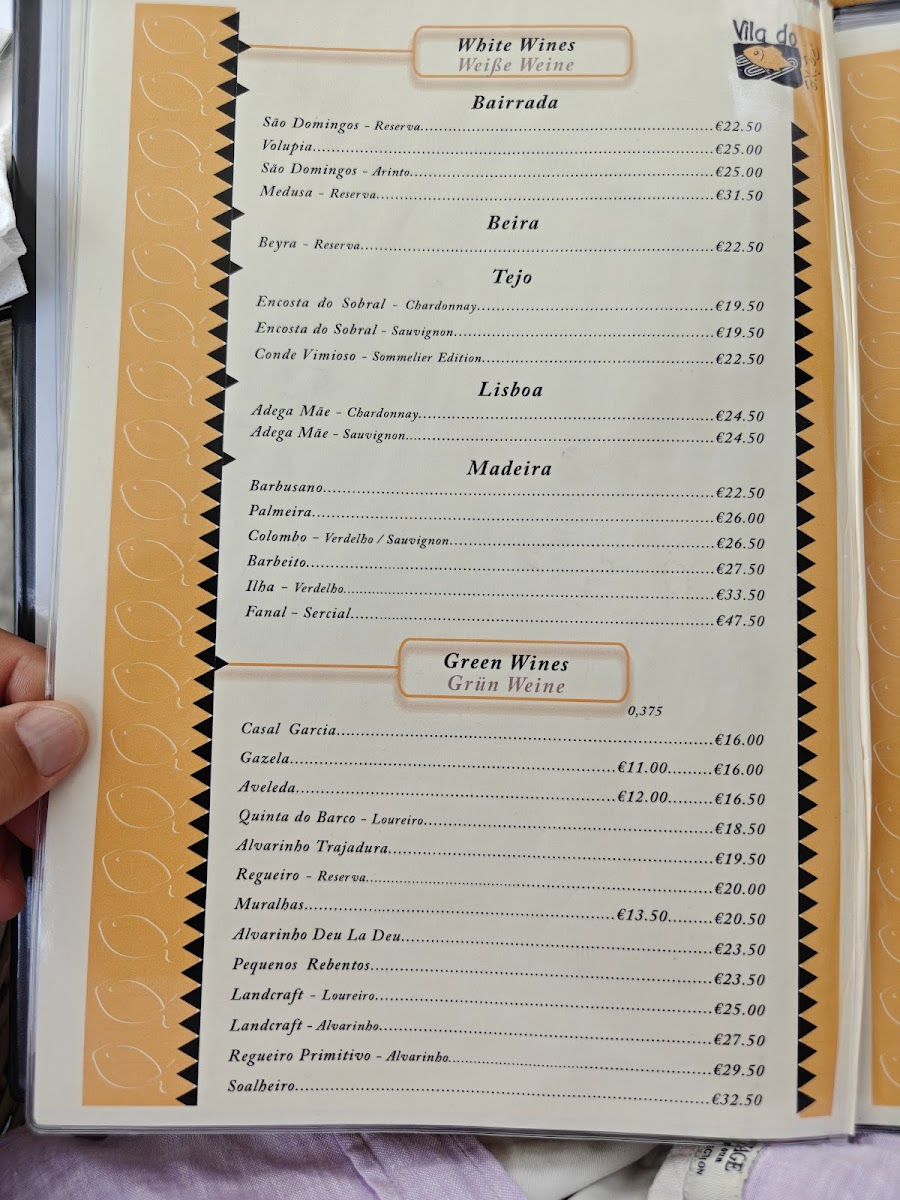 Vila do
White Wines
Weiße Weine
Bairrada
São Domingos - Reserva.....€22.50
Volupia.....€25.00
São Domingos - Arinto.....€25.00
Medusa - Reserva.....€31.50
Beira
Beyra - Reserva.....€22.50
Tejo
Encosta do Sobral - Chardonnay.....€19.50
Encosta do Sobral - Sauvignon.....€19.50
Conde Vimioso - Sommelier Edition.....€22.50
Lisboa
Adega Mãe - Chardonnay.....€24.50
Adega Mãe - Sauvignon.....€24.50
Madeira
Barbusano.....€22.50
Palmeira.....€26.00
Colombo - Verdelho / Sauvignon.....€26.50
Barbeito.....€27.50
Ilha - Verdelho.....€33.50
Fanal - Sercial.....€47.50
Green Wines
Grün Weine
0,375
Casal Garcia.....€16.00
Gazela.....€11.00.....€16.00
Aveleda.....€12.00.....€16.50
Quinta do Barco - Loureiro.....€18.50
Alvarinho Trajadura.....€19.50
Regueiro - Reserva.....€20.00
Muralhas.....€13.50.....€20.50
Alvarinho Deu La Deu.....€23.50
Pequenos Rebentos.....€23.50
Landcraft - Loureiro.....€25.00
Landcraft - Alvarinho.....€27.50
Regueiro Primitivo - Alvarinho.....€29.50
Soalheiro.....€32.50